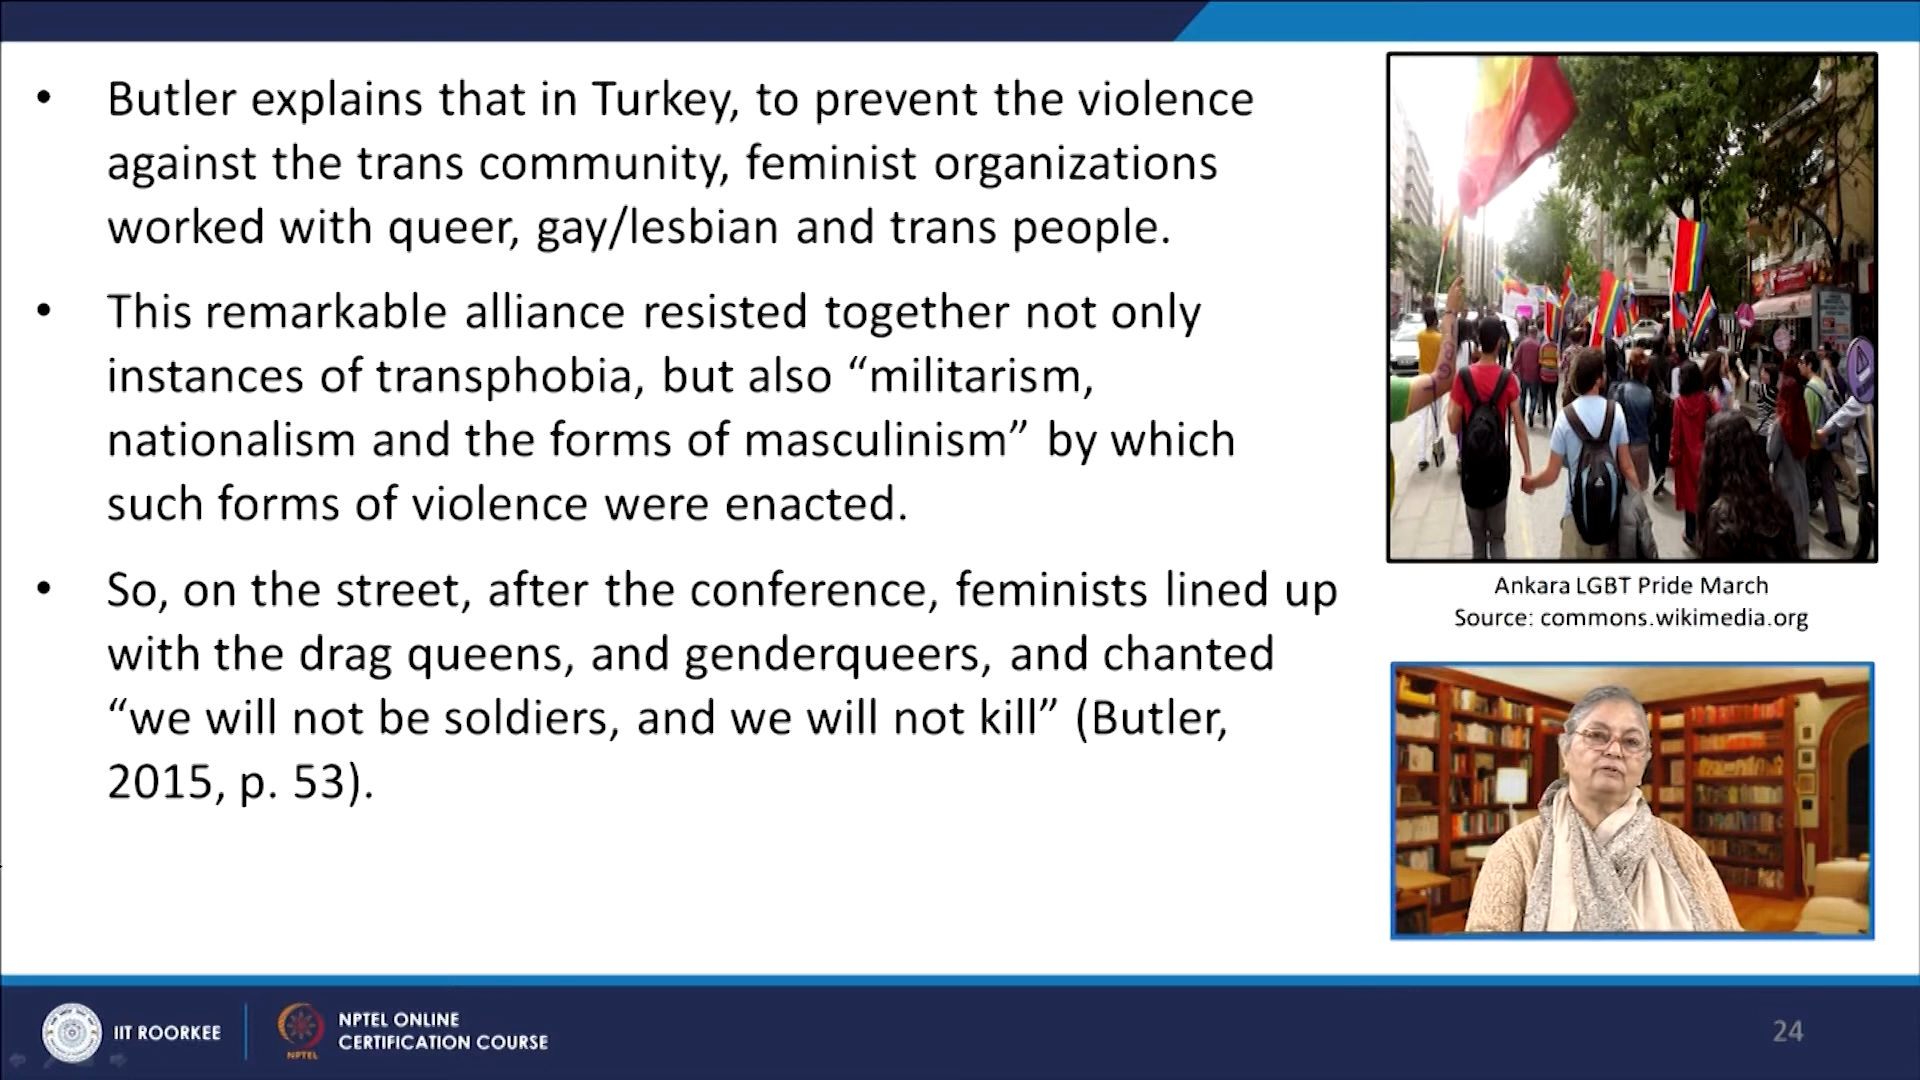 • Butler explains that in Turkey, to prevent the violence
against the trans community, feminist organizations
worked with queer, gay/lesbian and trans people.
• This remarkable alliance resisted together not only
instances of transphobia, but also “militarism,
nationalism and the forms of masculinism” by which
such forms of violence were enacted.
• So, on the street, after the conference, feminists lined up
with the drag queens, and genderqueers, and chanted
“we will not be soldiers, and we will not kill” (Butler,
2015, p. 53).
Ankara LGBT Pride March
Source: commons.wikimedia.org
IIT ROORKEE
NPTEL
NPTEL ONLINE
CERTIFICATION COURSE
24